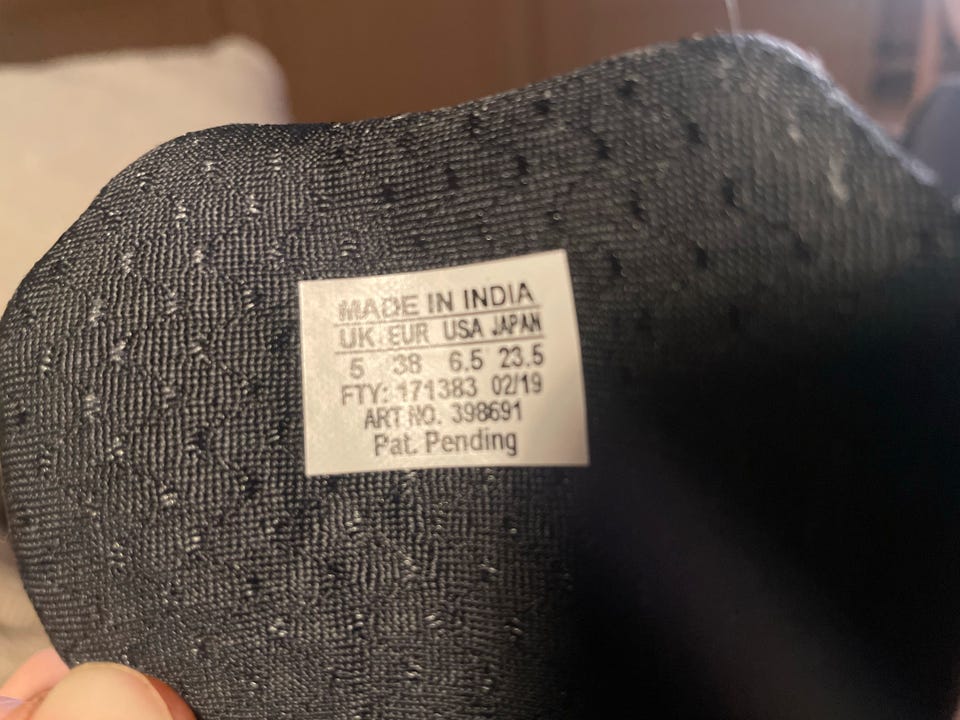 MADE IN INDIA
UK EUR USA JAPAN
5 38 6.5 23.5
FTY: 171383 02/19
ART NO. 398691
Pat. Pending